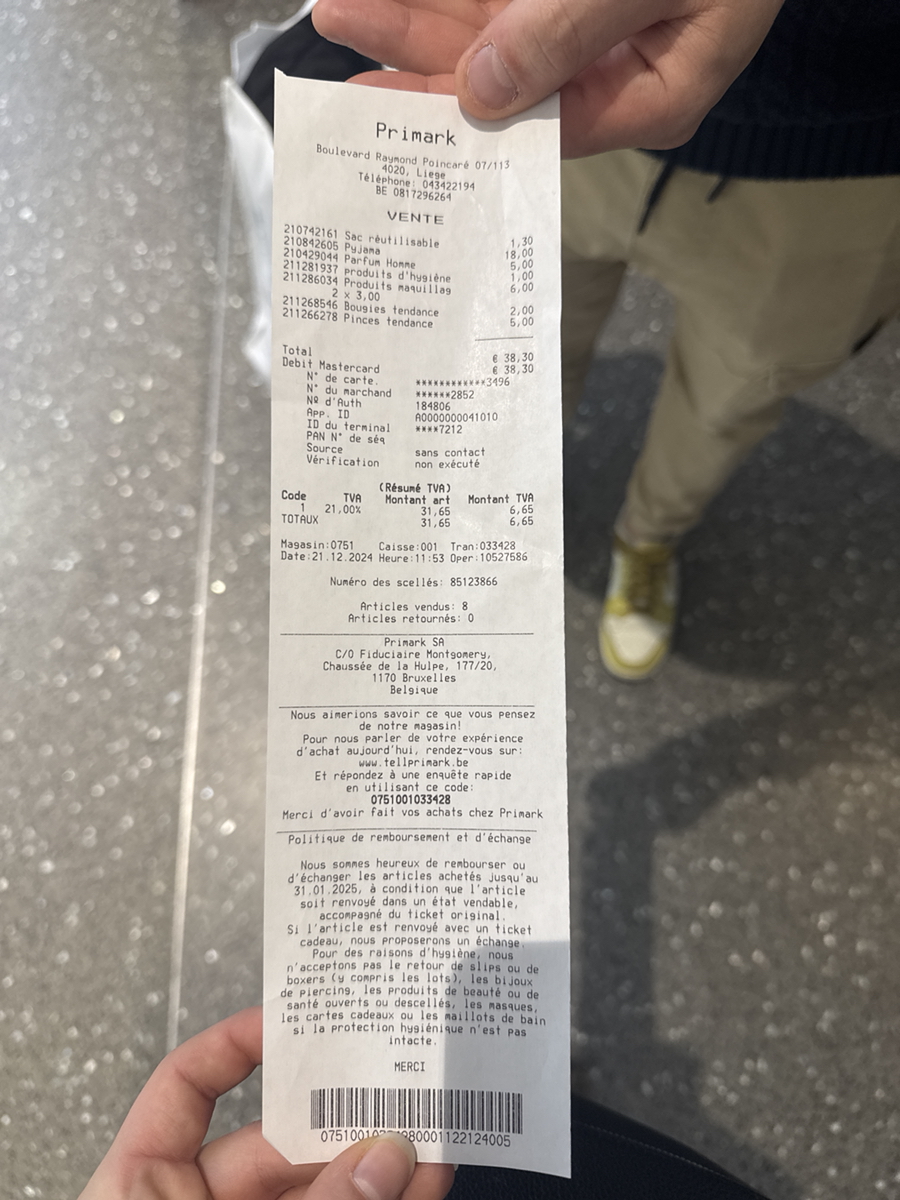 Primark
Boulevard Raymond Poincaré 07/113
4020, Liege
Téléphone: 043422194
BE 0817296264
VENTE
210742161 Sac réutilisable 1,30
210842605 Pyjama 18,00
210429044 Parfum Homme 5,00
211281937 produits d'hygiène 1,00
211286034 Produits maquillag 6,00
2 x 3,00
211268546 Bougies tendance 2,00
211266278 Pinces tendance 5,00
Total € 38,30
Debit Mastercard € 38,30
N° de carte. ************3496
N° du marchand ******2852
Nº d'Auth 184806
App. ID A0000000041010
ID du terminal ****7212
PAN N° de séq
Source sans contact
Vérification non exécuté
(Résumé TVA)
Code TVA Montant art Montant TVA
1 21,00% 31,65 6,65
TOTAUX 31,65 6,65
Magasin:0751 Caisse:001 Tran:033428
Date:21.12.2024 Heure:11:53 Oper:10527586
Numéro des scellés: 85123866
Articles vendus: 8
Articles retournés: 0
Primark SA
C/O Fiduciaire Montgomery,
Chaussée de la Hulpe, 177/20,
1170 Bruxelles
Belgique
Nous aimerions savoir ce que vous pensez
de notre magasin!
Pour nous parler de votre expérience
d'achat aujourd'hui, rendez-vous sur:
www.tellprimark.be
Et répondez à une enquête rapide
en utilisant ce code:
0751001033428
Merci d'avoir fait vos achats chez Primark
Politique de remboursement et d'échange
Nous sommes heureux de rembourser ou
d'échanger les articles achetés jusqu'au
31.01.2025, à condition que l'article
soit renvoyé dans un état vendable,
accompagné du ticket original.
Si l'article est renvoyé avec un ticket
cadeau, nous proposerons un échange.
Pour des raisons d'hygiène, nous
n'acceptons pas le retour de slips ou de
boxers (y compris les lots), les bijoux
de piercing, les produits de beauté ou de
santé ouverts ou descellés, les masques,
les cartes cadeaux ou les maillots de bain
si la protection hygiénique n'est pas
intacte.
MERCI